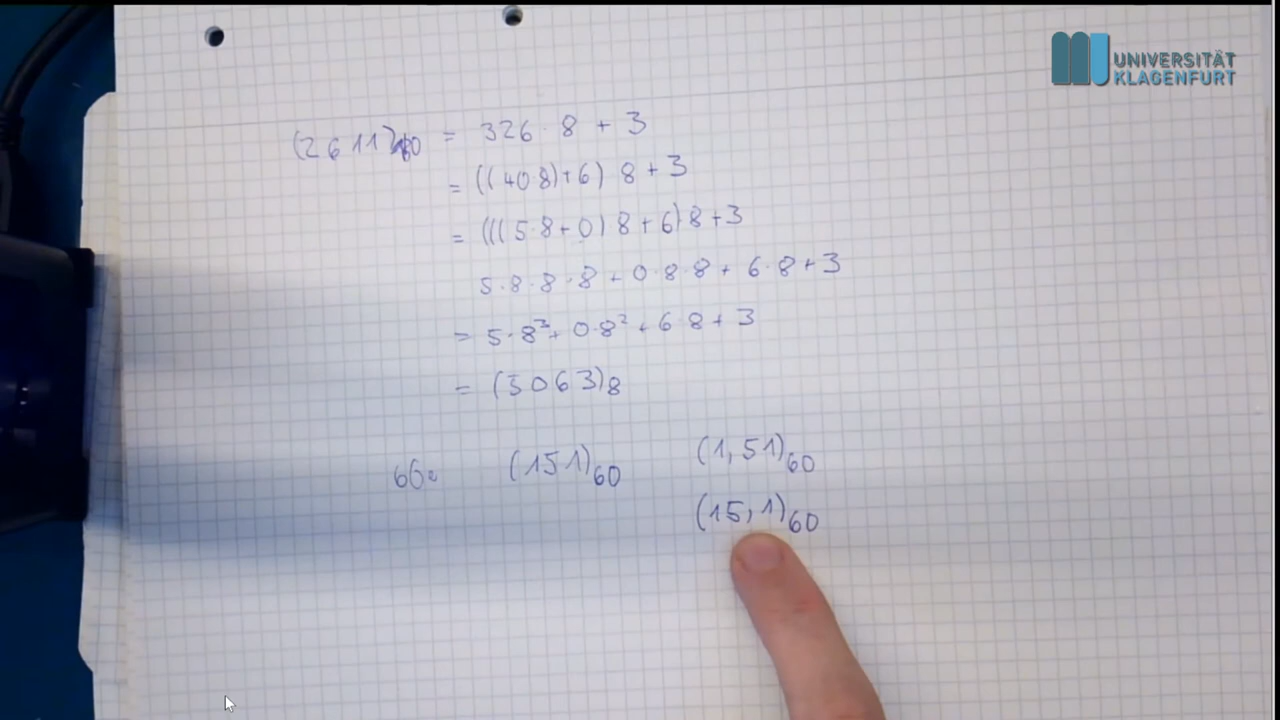 UNIVERSITÄT
KLAGENFURT
(2611)10 = 326 · 8 + 3
= ((40 8)+6) 8 + 3
= (((5·8+0) 8 + 6) 8 + 3
5·8·8·8 + 0·8·8 + 6·8 + 3
= 5·8³ + 0·8² + 6 8 + 3
= (5063)8
(151)60 (1,51)60
(15,1)60